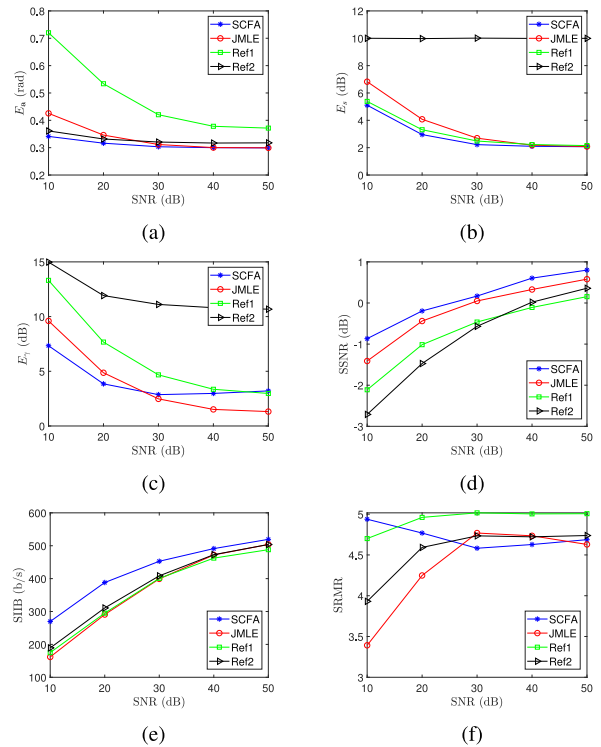 0.8
0.7
0.6
0.5
0.4
0.3
0.2
E_a (rad)
10 20 30 40 50
SNR (dB)
SCFA
JMLE
Ref1
Ref2
(a)
12
10
8
6
4
2
0
E_s (dB)
10 20 30 40 50
SNR (dB)
SCFA
JMLE
Ref1
Ref2
(b)
15
10
5
0
E_γ (dB)
10 20 30 40 50
SNR (dB)
SCFA
JMLE
Ref1
Ref2
(c)
1
0
-1
-2
-3
SSNR (dB)
10 20 30 40 50
SNR (dB)
SCFA
JMLE
Ref1
Ref2
(d)
600
500
400
300
200
100
SIIB (b/s)
10 20 30 40 50
SNR (dB)
SCFA
JMLE
Ref1
Ref2
(e)
5
4.5
4
3.5
3
SRMR
10 20 30 40 50
SNR (dB)
SCFA
JMLE
Ref1
Ref2
(f)